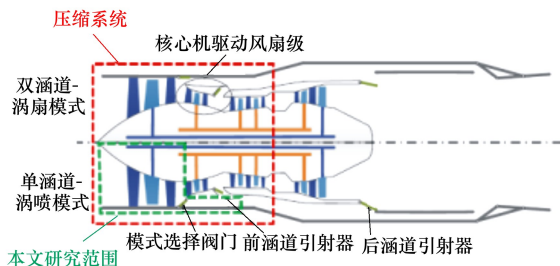 压缩系统
核心机驱动风扇级
双涵道-
涡扇模式
单涵道-
涡喷模式
模式选择阀门
前涵道引射器
后涵道引射器
本文研究范围